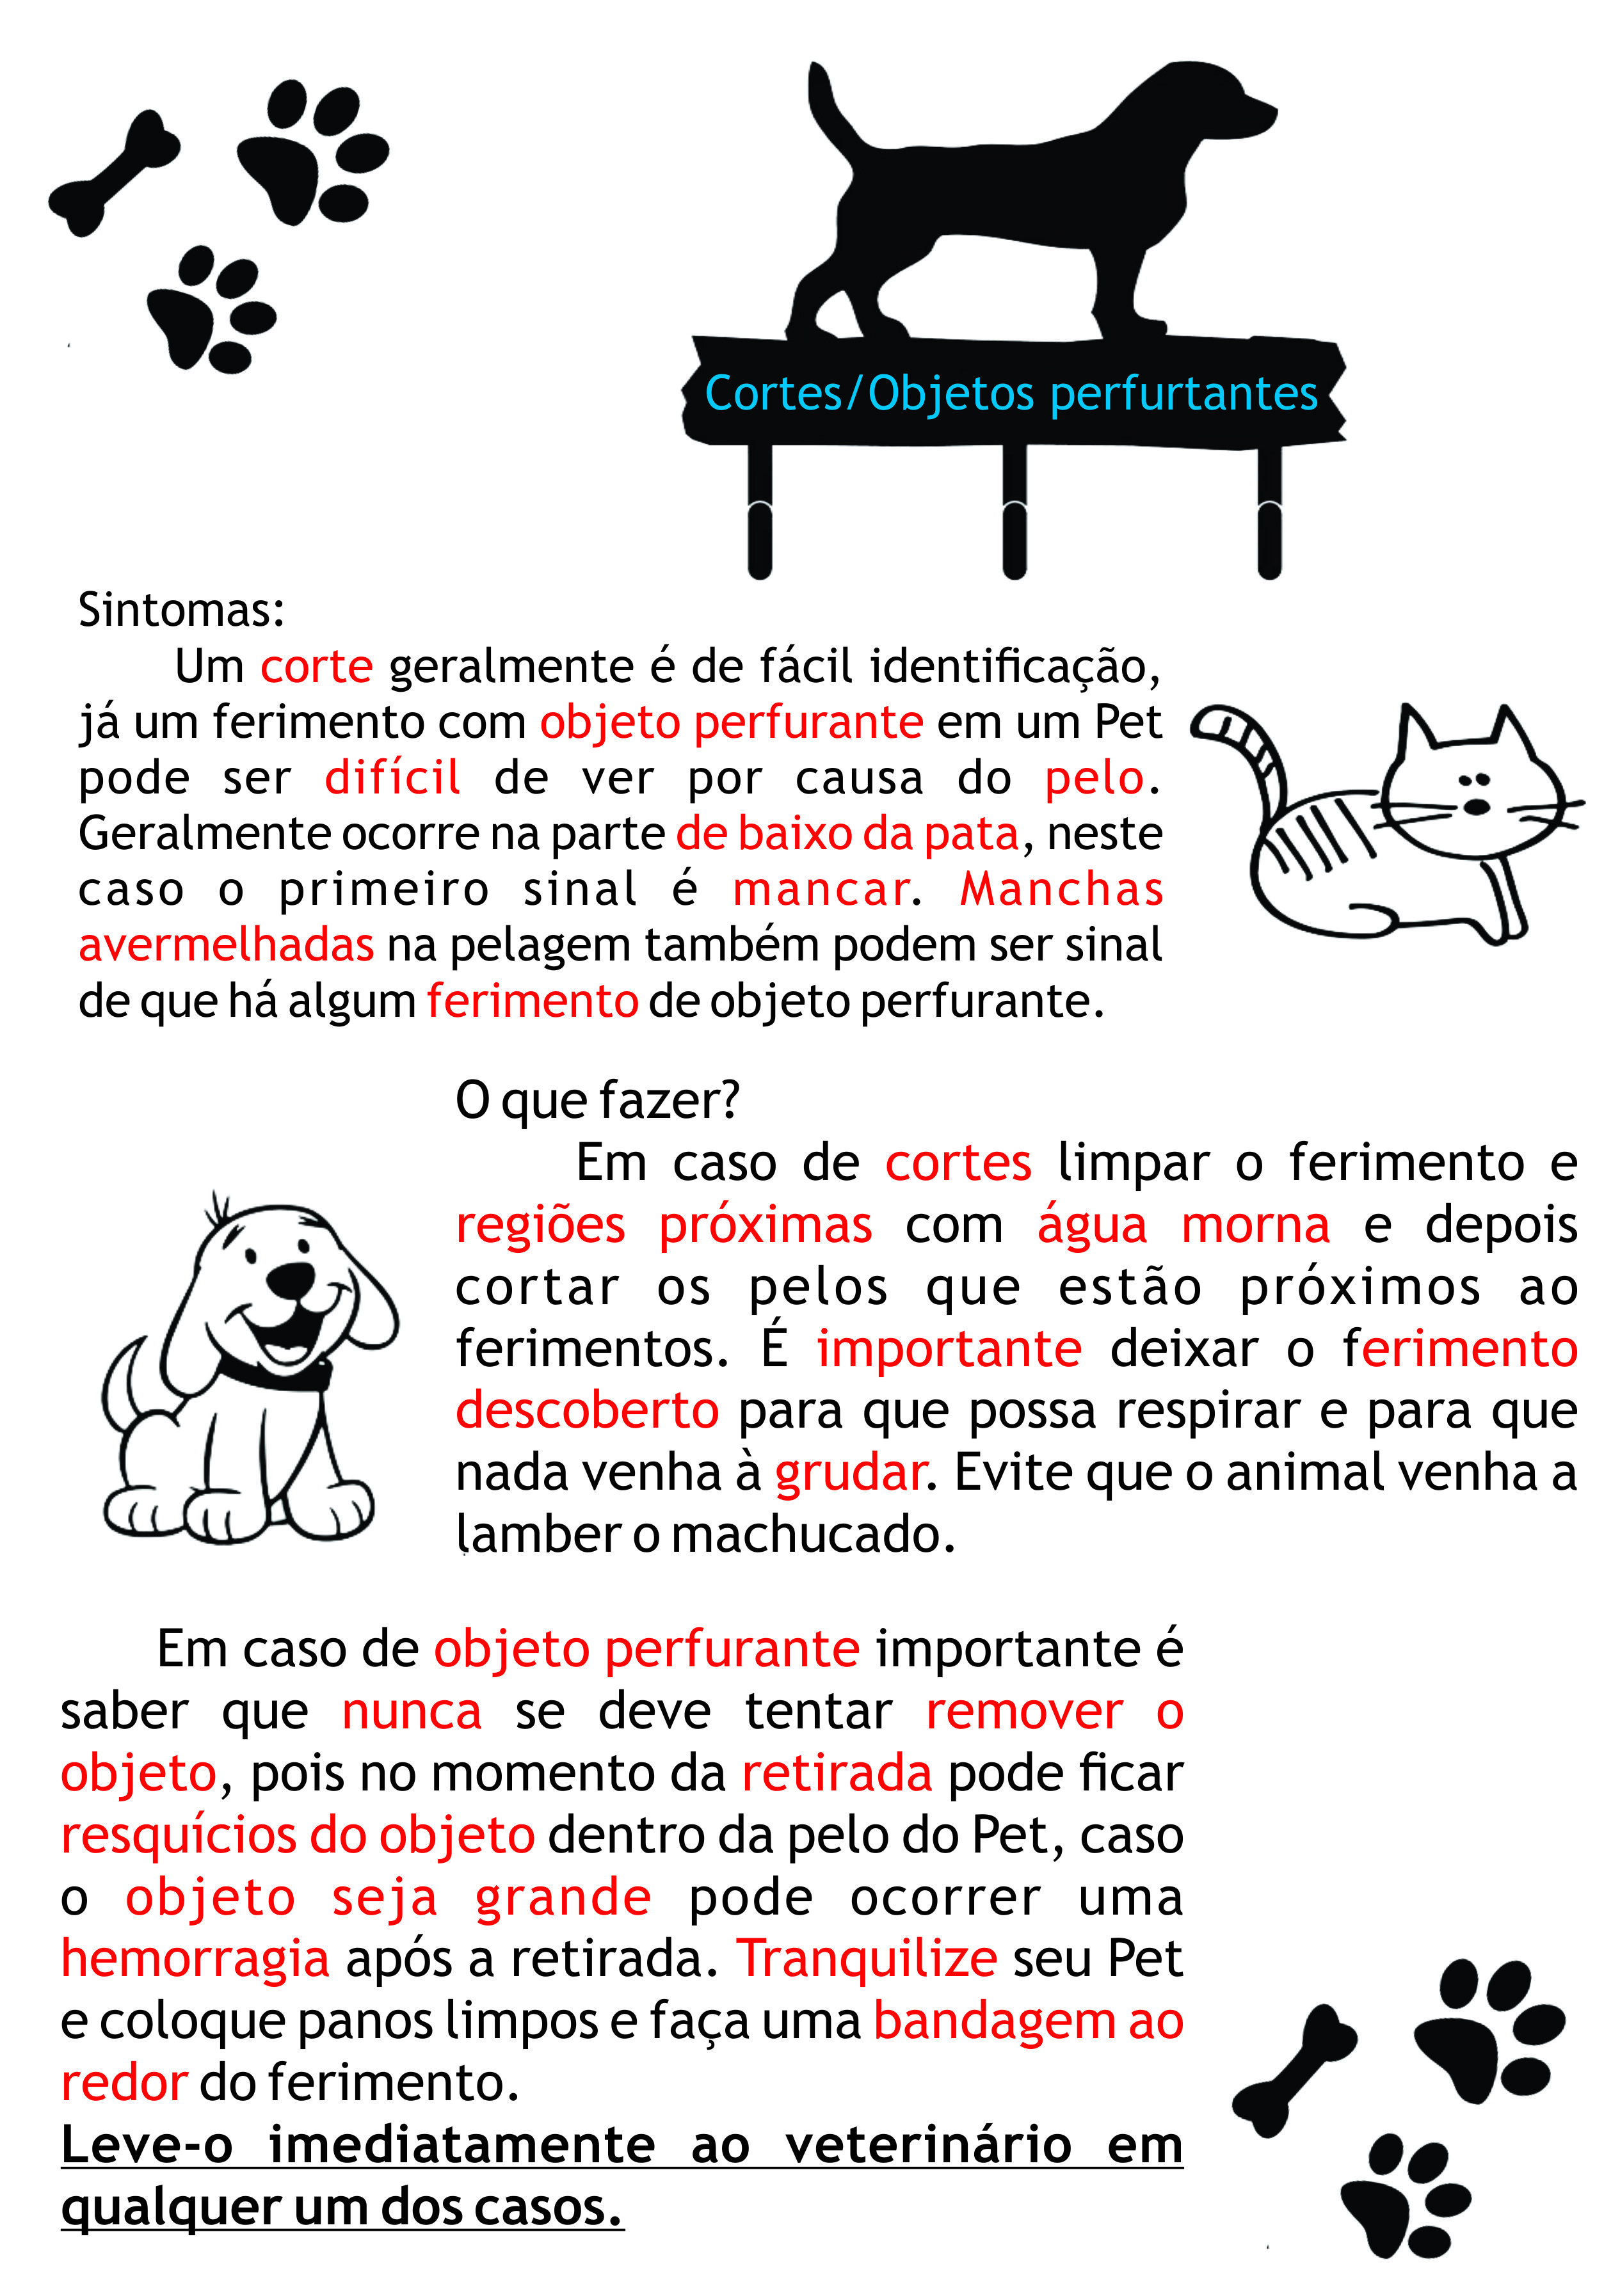 Cortes/Objetos perfurtantes
Sintomas:
Um corte geralmente é de fácil identificação,
já um ferimento com objeto perfurante em um Pet
pode ser difícil de ver por causa do pelo.
Geralmente ocorre na parte de baixo da pata, neste
caso o primeiro sinal é mancar. Manchas
avermelhadas na pelagem também podem ser sinal
de que há algum ferimento de objeto perfurante.
O que fazer?
Em caso de cortes limpar o ferimento e
regiões próximas com água morna e depois
cortar os pelos que estão próximos ao
ferimentos. É importante deixar o ferimento
descoberto para que possa respirar e para que
nada venha à grudar. Evite que o animal venha a
lamber o machucado.
Em caso de objeto perfurante importante é
saber que nunca se deve tentar remover o
objeto, pois no momento da retirada pode ficar
resquícios do objeto dentro da pelo do Pet, caso
o objeto seja grande pode ocorrer uma
hemorragia após a retirada. Tranquilize seu Pet
e coloque panos limpos e faça uma bandagem ao
redor do ferimento.
Leve-o imediatamente ao veterinário em
qualquer um dos casos.